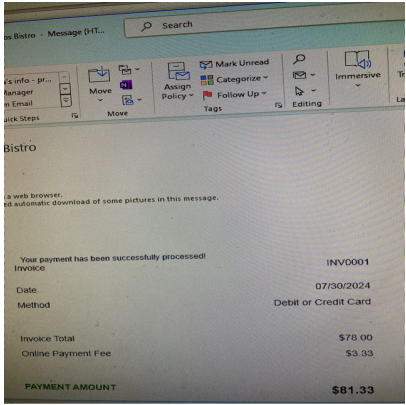 os Bistro - Message (HT...
Search
's info - pr...
Manager
m Email
uick Steps
Move
Move
Assign
Policy
Mark Unread
Categorize
Follow Up
Tags
Editing
Immersive
Tr
La
Bistro
a web browser.
ed automatic download of some pictures in this message.
Your payment has been successfully processed!
Invoice INV0001
Date 07/30/2024
Method Debit or Credit Card
Invoice Total $78.00
Online Payment Fee $3.33
PAYMENT AMOUNT $81.33